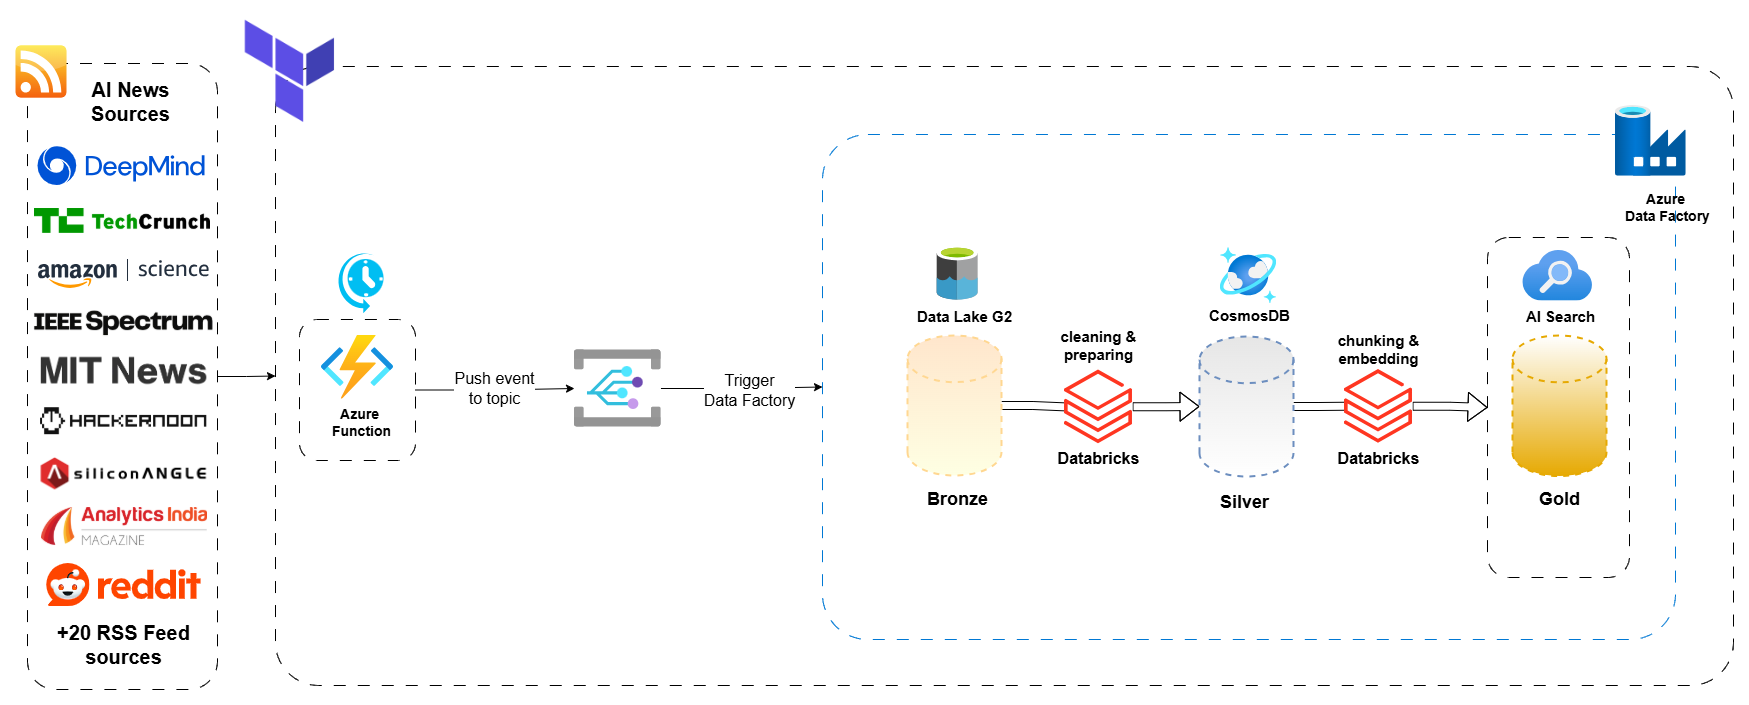 AI News
Sources
DeepMind
TC TechCrunch
amazon | science
IEEE Spectrum
MIT News
HACKERNOON
siliconANGLE
Analytics India
MAGAZINE
reddit
+20 RSS Feed
sources
Azure
Function
Push event
to topic
Trigger
Data Factory
Azure
Data Factory
Data Lake G2
Bronze
cleaning &
preparing
Databricks
CosmosDB
Silver
chunking &
embedding
Databricks
AI Search
Gold